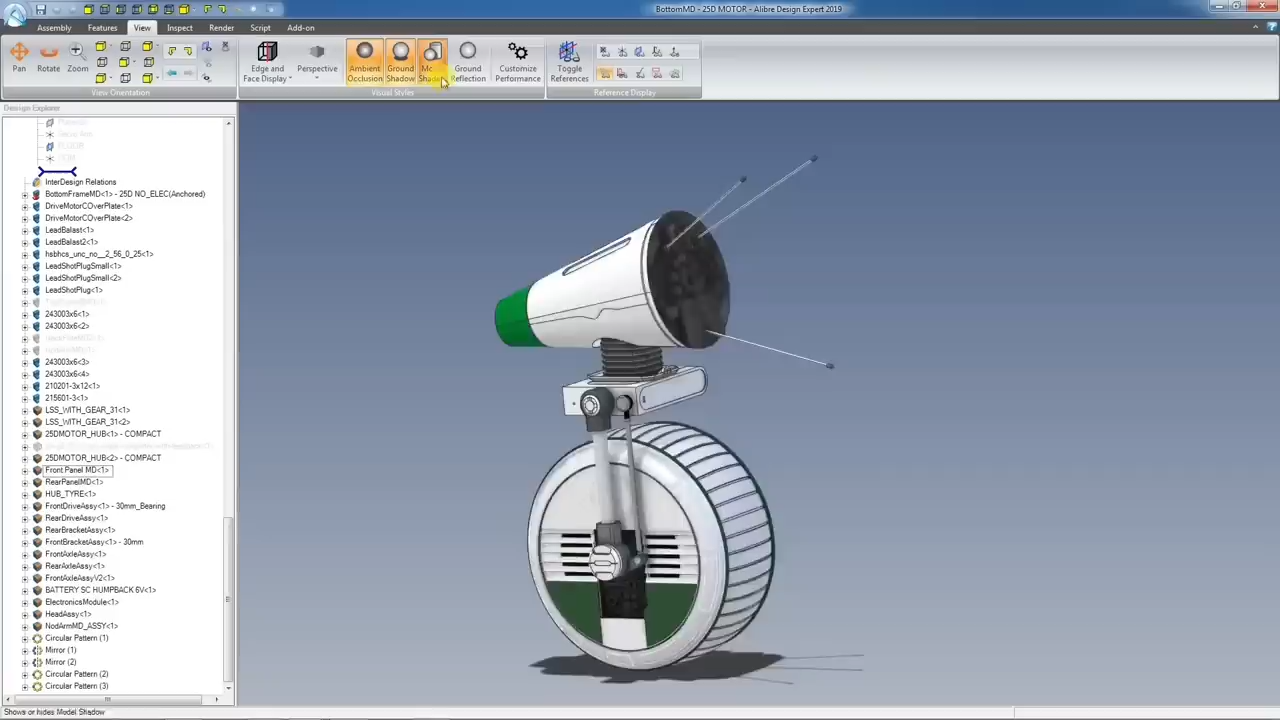 BottomMD - 25D MOTOR - Alibre Design Expert 2019
Assembly Features View Inspect Render Script Add-on
Pan Rotate Zoom
View Orientation
Edge and Face Display
Perspective
Ambient Occlusion
Ground Shadow
Ground Reflection
Customize Performance
Visual Styles
Toggle References
Reference Display
Design Explorer
InterDesign Relations
BottomFrameMD<1> - 25D NO_ELEC(Anchored)
DriveMotorCOverPlate<1>
DriveMotorCOverPlate<2>
LeadBalast<1>
LeadBalast2<1>
hsbhcs_unc_no__2_56_0_25<1>
LeadShotPlugSmall<1>
LeadShotPlugSmall<2>
LeadShotPlug<1>
243003x6<1>
243003x6<2>
243003x6<3>
243003x6<4>
210201-3x12<1>
215601-3<1>
LSS_WITH_GEAR_31<1>
LSS_WITH_GEAR_31<2>
25DMOTOR_HUB<1> - COMPACT
25DMOTOR_HUB<2> - COMPACT
Front Panel MD<1>
RearPanelMD<1>
HUB_TYRE<1>
FrontDriveAssy<1> - 30mm_Bearing
RearDriveAssy<1>
RearBracketAssy<1>
FrontBracketAssy<1> - 30mm
FrontAxleAssy<1>
RearAxleAssy<1>
FrontAxleAssyV2<1>
BATTERY SC HUMPBACK 6V<1>
ElectronicsModule<1>
HeadAssy<1>
NodArmMD_ASSY<1>
Circular Pattern (1)
Mirror (1)
Mirror (2)
Circular Pattern (2)
Circular Pattern (3)
Shows or hides Model Shadow